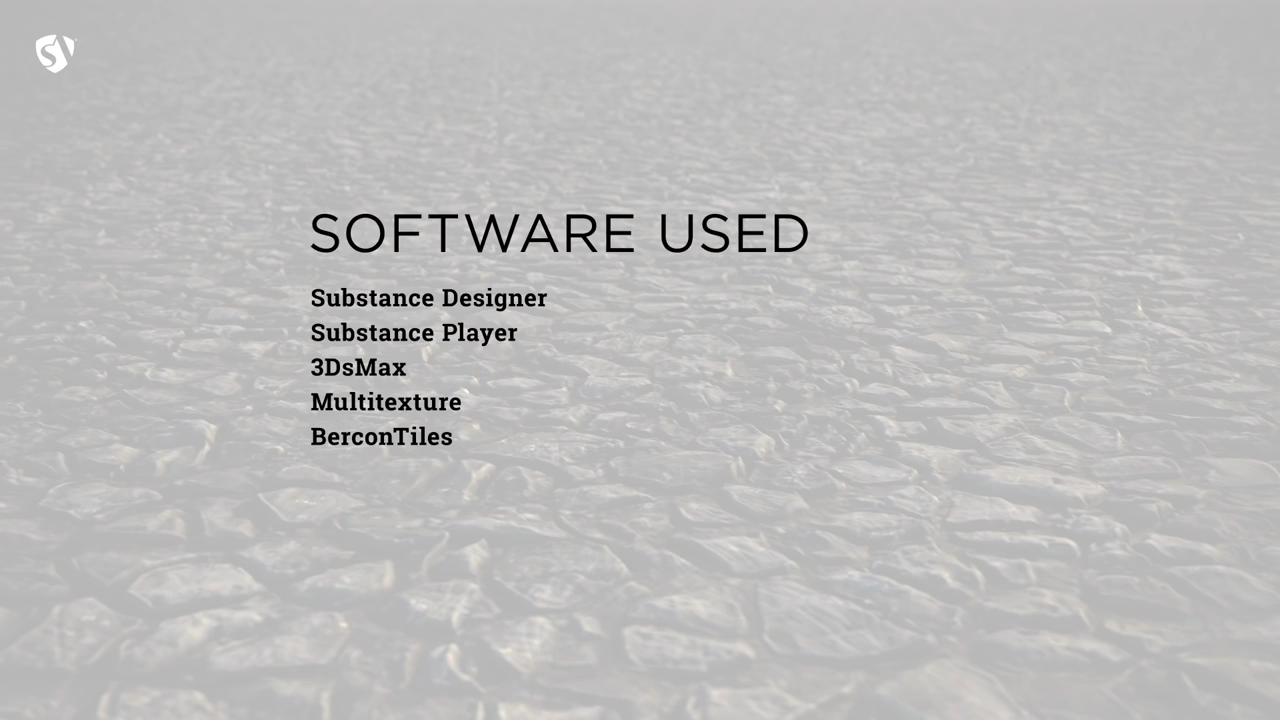 SOFTWARE USED
Substance Designer
Substance Player
3DsMax
Multitexture
BerconTiles